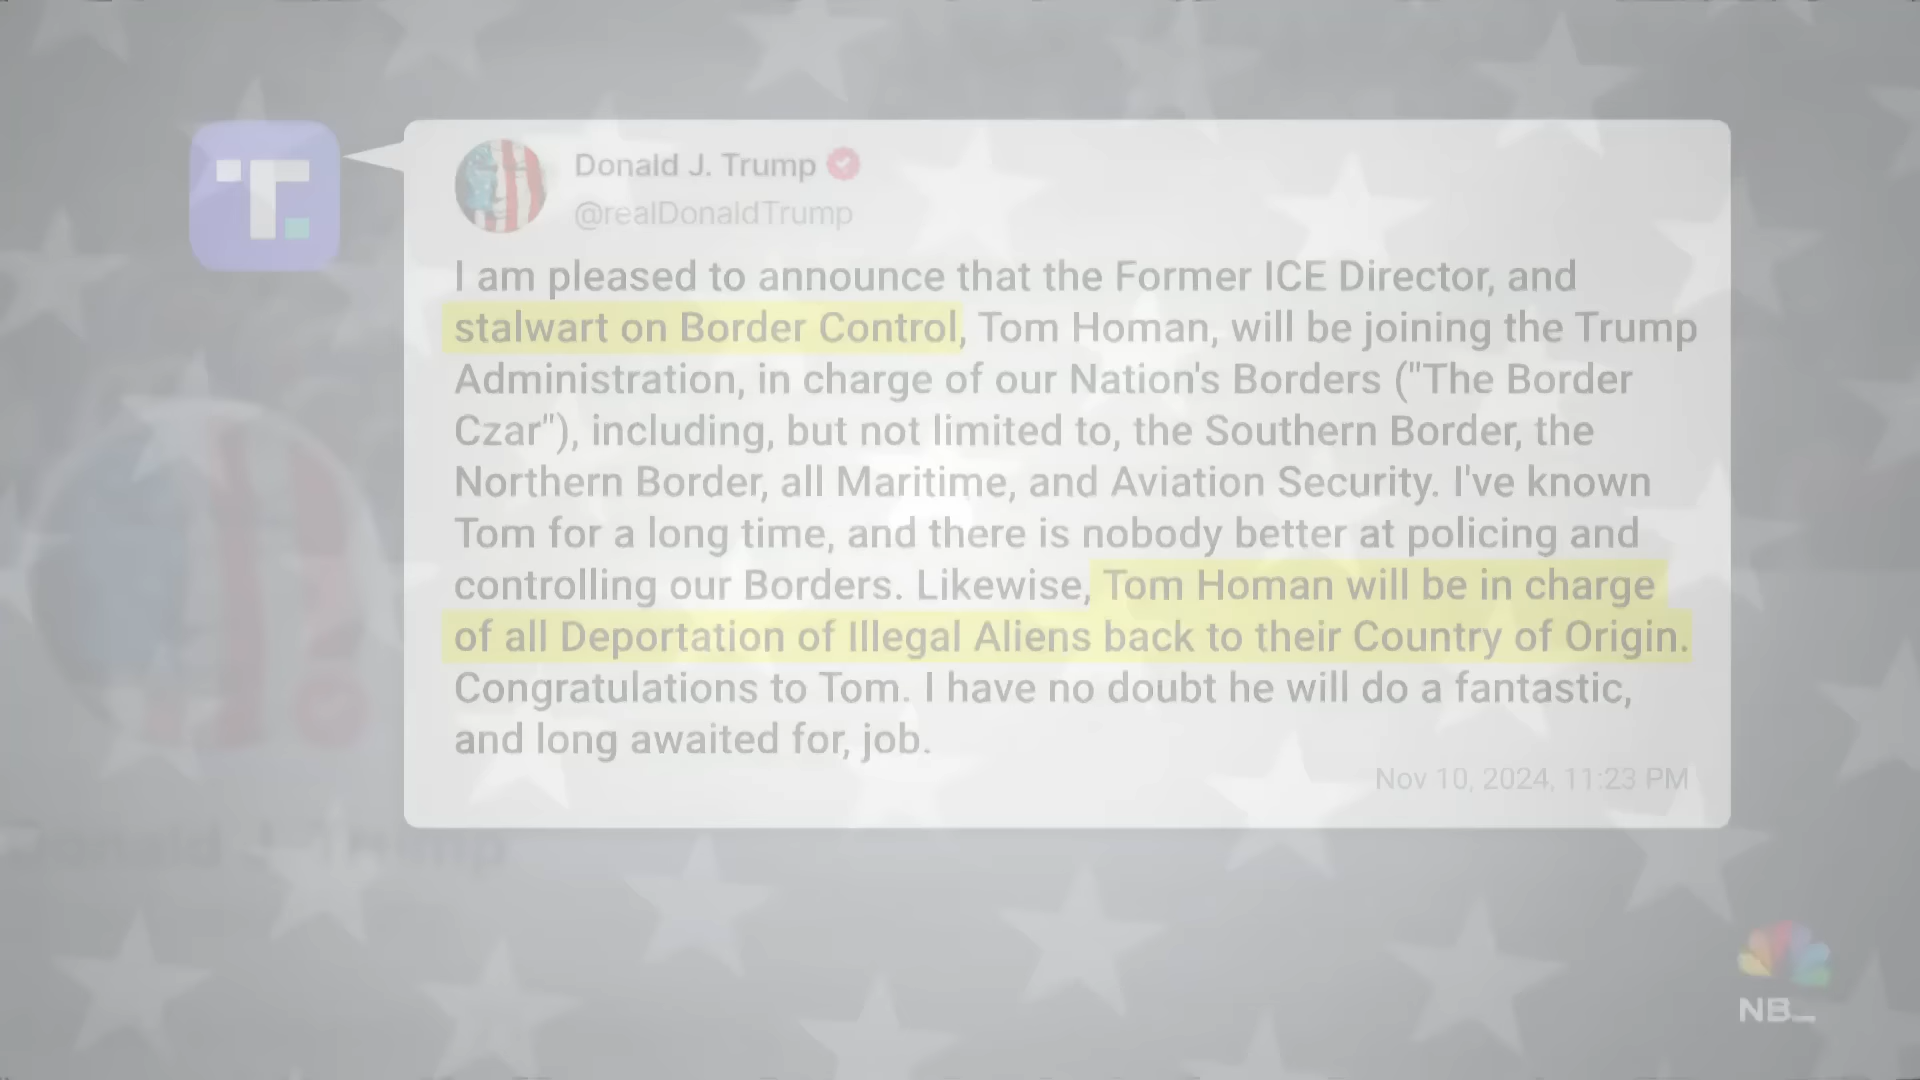 T.
Donald J. Trump
@realDonaldTrump
I am pleased to announce that the Former ICE Director, and
stalwart on Border Control, Tom Homan, will be joining the Trump
Administration, in charge of our Nation's Borders ("The Border
Czar"), including, but not limited to, the Southern Border, the
Northern Border, all Maritime, and Aviation Security. I've known
Tom for a long time, and there is nobody better at policing and
controlling our Borders. Likewise, Tom Homan will be in charge
of all Deportation of Illegal Aliens back to their Country of Origin.
Congratulations to Tom. I have no doubt he will do a fantastic,
and long awaited for, job.
Nov 10, 2024, 11:23 PM
Donald J. Trump
NB_